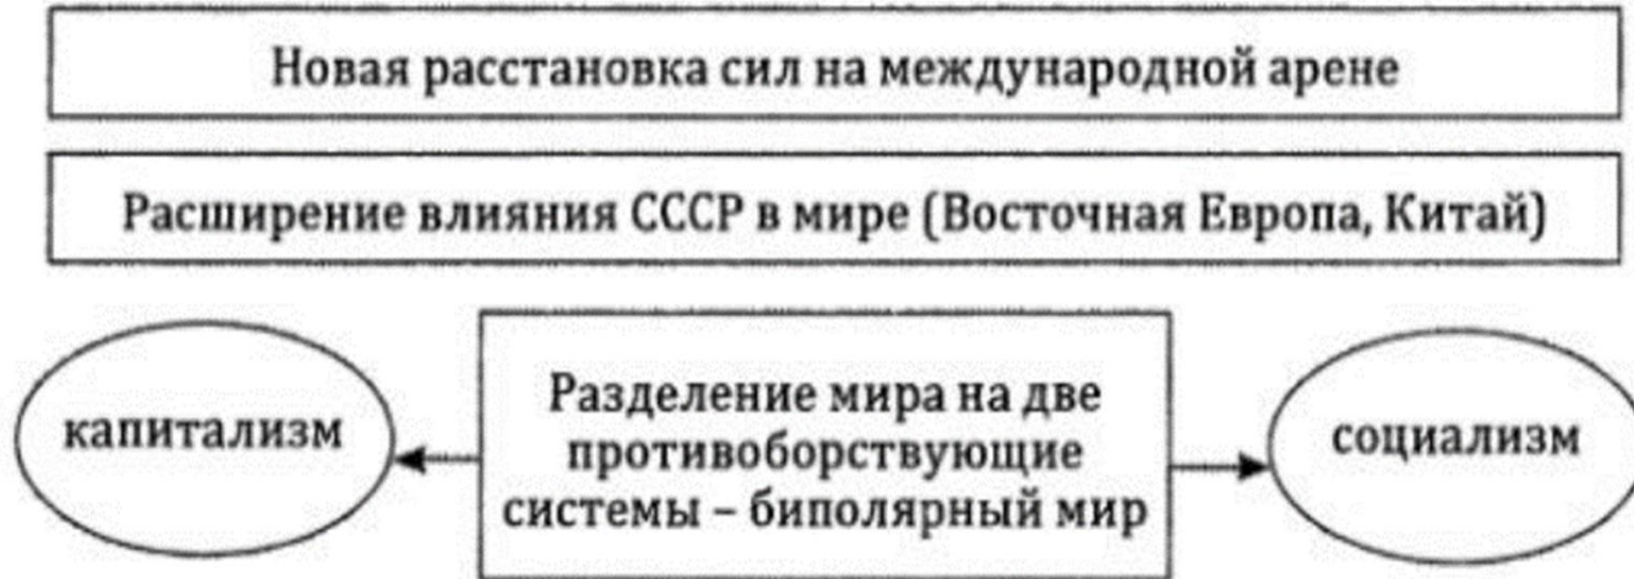 Новая расстановка сил на международной арене
Расширение влияния СССР в мире (Восточная Европа, Китай)
капитализм
Разделение мира на две
противоборствующие
системы – биполярный мир
социализм